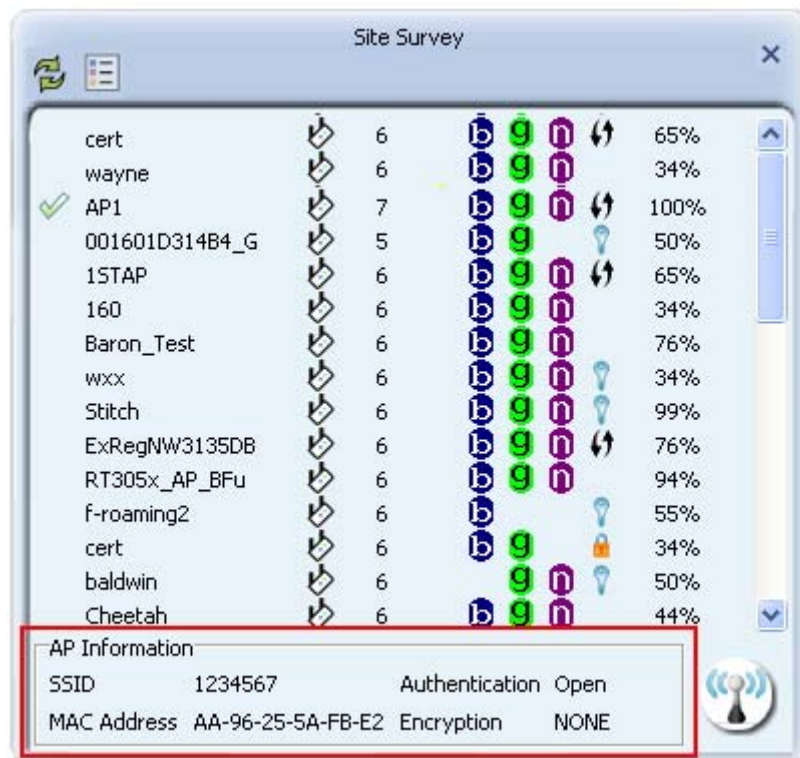 Site Survey
cert 6 b g n 65%
wayne 6 b g n 34%
AP1 7 b g n 100%
001601D314B4_G 5 b g 50%
1STAP 6 b g n 65%
160 6 b g n 34%
Baron_Test 6 b g n 76%
wxx 6 b g n 34%
Stitch 6 b g n 99%
ExRegNW3135DB 6 b g n 76%
RT305x_AP_BFu 6 b g n 94%
f-roaming2 6 b 55%
cert 6 b g 34%
baldwin 6 g n 50%
Cheetah 6 b g n 44%
AP Information
SSID 1234567 Authentication Open
MAC Address AA-96-25-5A-FB-E2 Encryption NONE